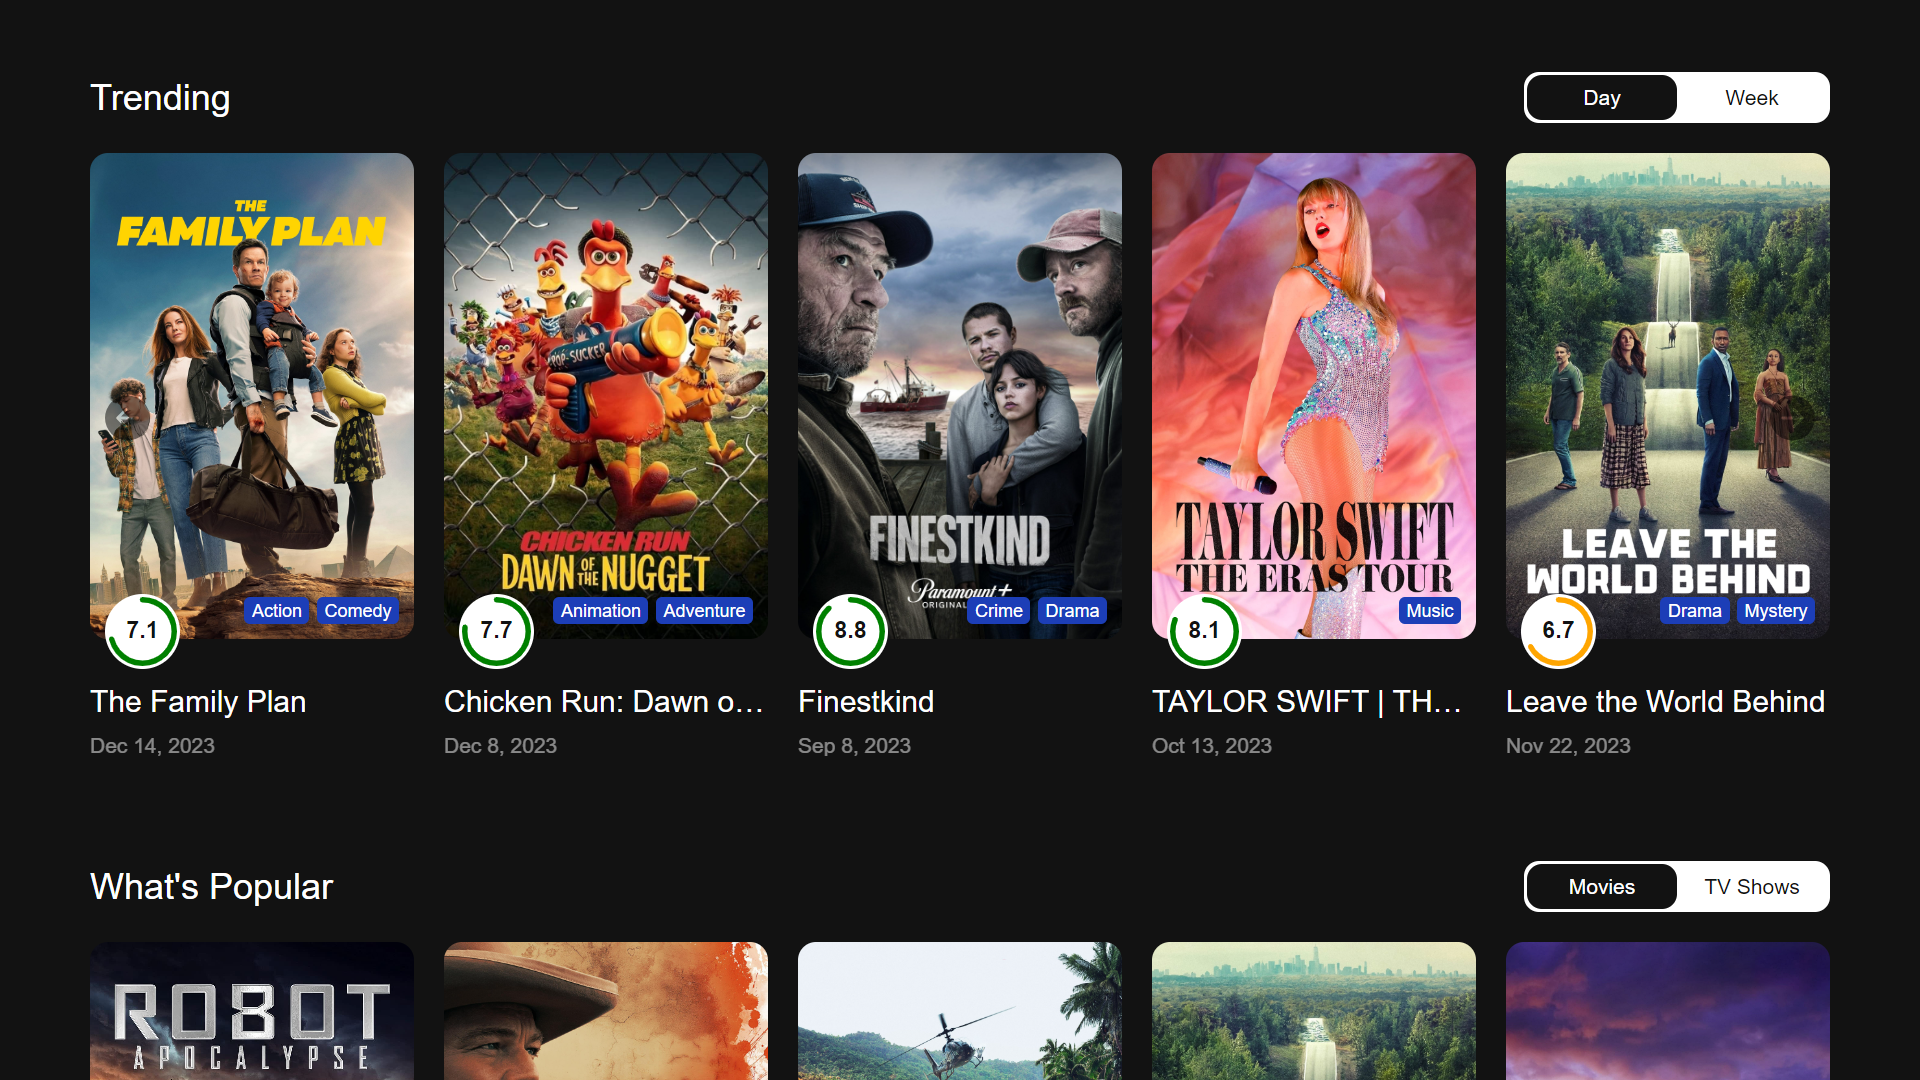 Trending
Day Week
THE
FAMILY PLAN
POP-SUCKER
CHICKEN RUN
DAWN OF THE NUGGET
FINESTKIND
Paramount+
ORIGINAL
TAYLOR SWIFT
THE ERAS TOUR
LEAVE THE
WORLD BEHIND
Action Comedy
Animation Adventure
Crime Drama
Music
Drama Mystery
7.1
7.7
8.8
8.1
6.7
The Family Plan
Chicken Run: Dawn o...
Finestkind
TAYLOR SWIFT | TH...
Leave the World Behind
Dec 14, 2023
Dec 8, 2023
Sep 8, 2023
Oct 13, 2023
Nov 22, 2023
What's Popular
Movies TV Shows
ROBOT
APOCALYPSE